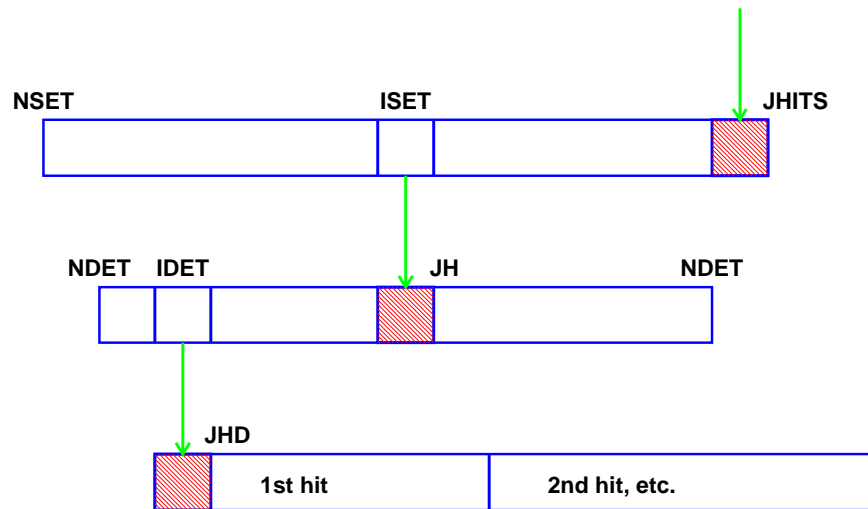 NSET ISET JHITS
NDET IDET JH NDET
JHD
1st hit 2nd hit, etc.